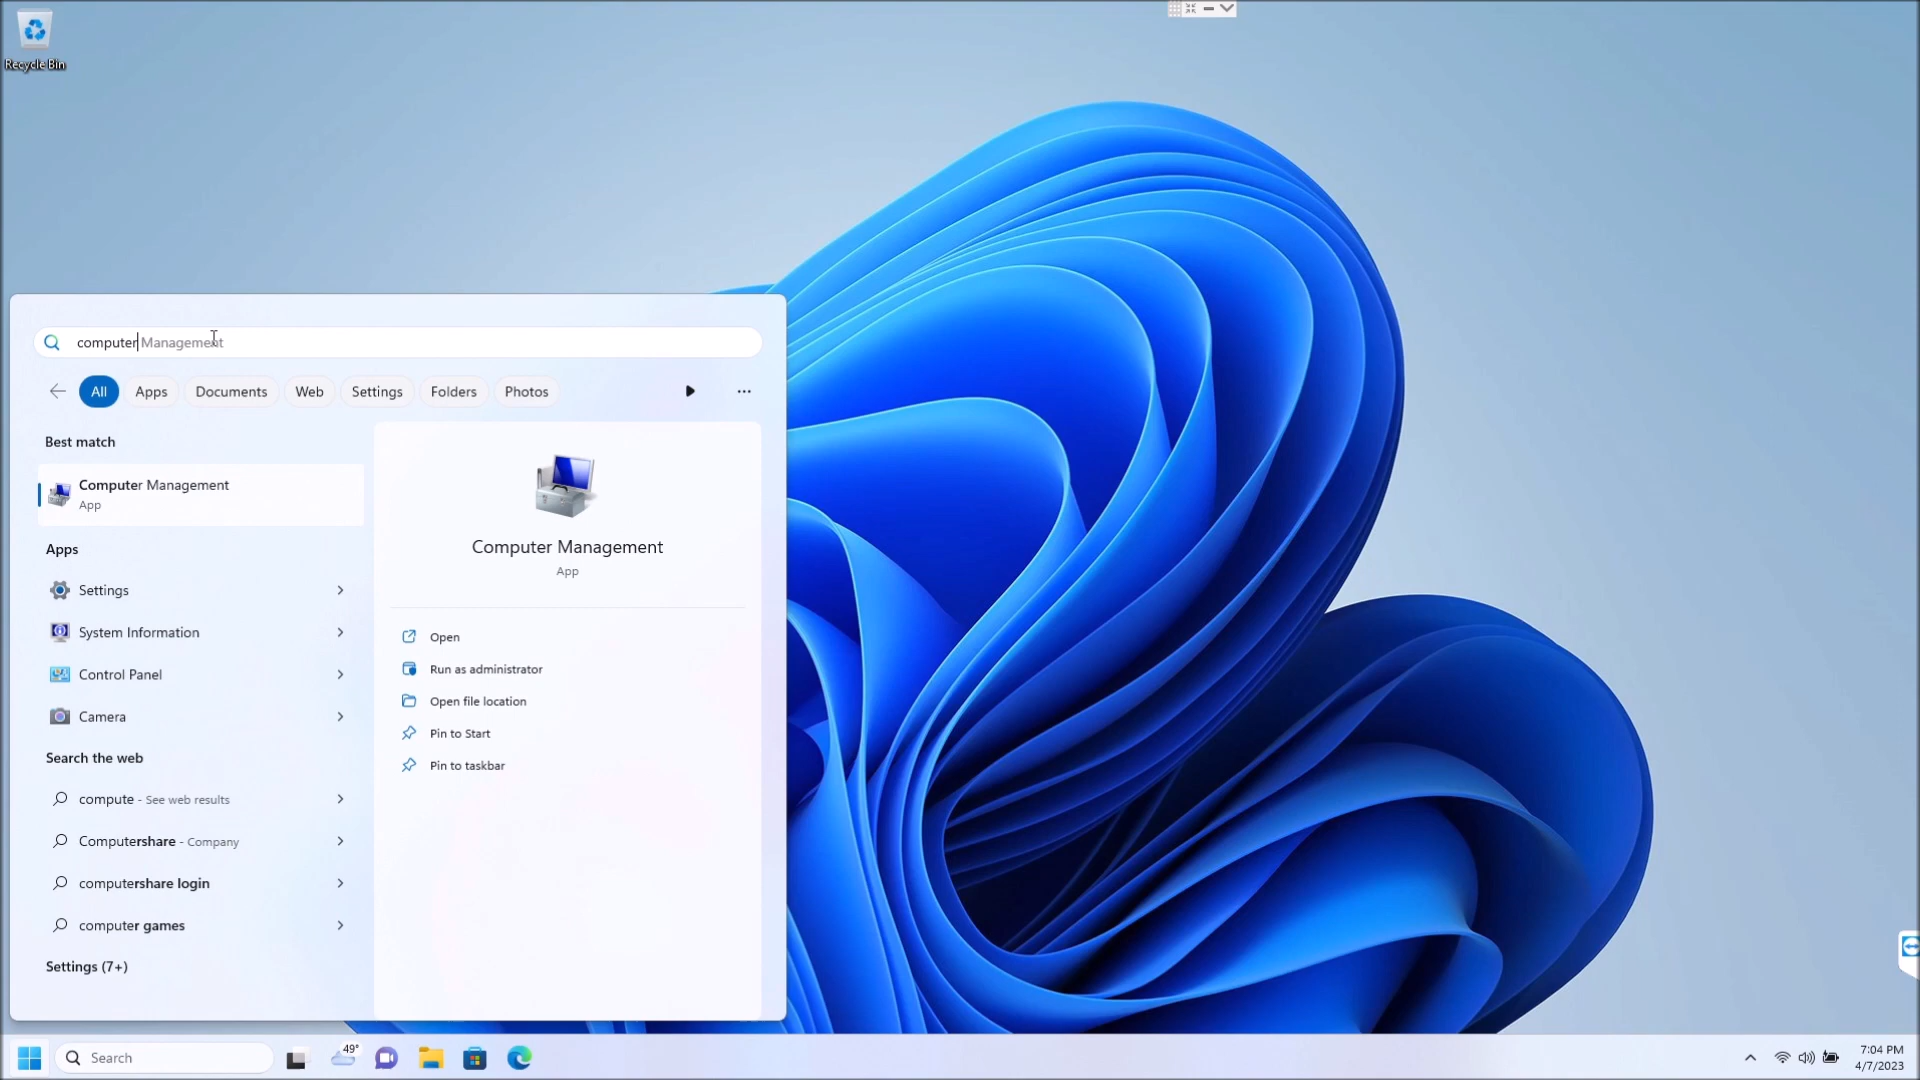 Recycle Bin
computer Management
All Apps Documents Web Settings Folders Photos
Best match
Computer Management
App
Apps
Settings
System Information
Control Panel
Camera
Search the web
compute - See web results
Computershare - Company
computershare login
computer games
Settings (7+)
Computer Management
App
Open
Run as administrator
Open file location
Pin to Start
Pin to taskbar
Search
49°
7:04 PM
4/7/2023